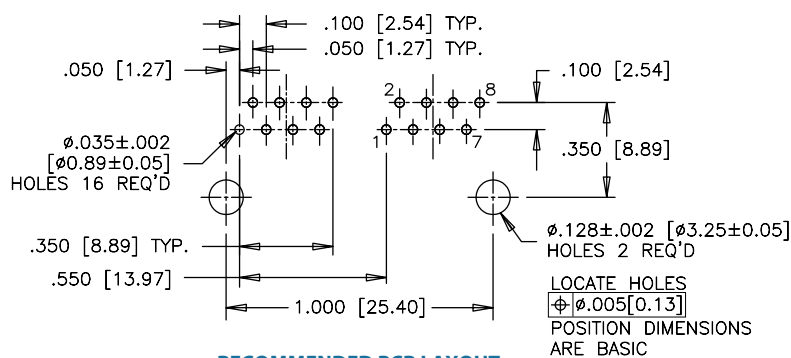 .100 [2.54] TYP.
.050 [1.27] TYP.
.050 [1.27]
.100 [2.54]
2
8
1
7
ø.035±.002
[ø0.89±0.05]
HOLES 16 REQ'D
.350 [8.89]
ø.128±.002 [ø3.25±0.05]
HOLES 2 REQ'D
.350 [8.89] TYP.
.550 [13.97]
1.000 [25.40]
LOCATE HOLES
⌖ ø.005[0.13]
POSITION DIMENSIONS
ARE BASIC
RECOMMENDED PCB LAYOUT